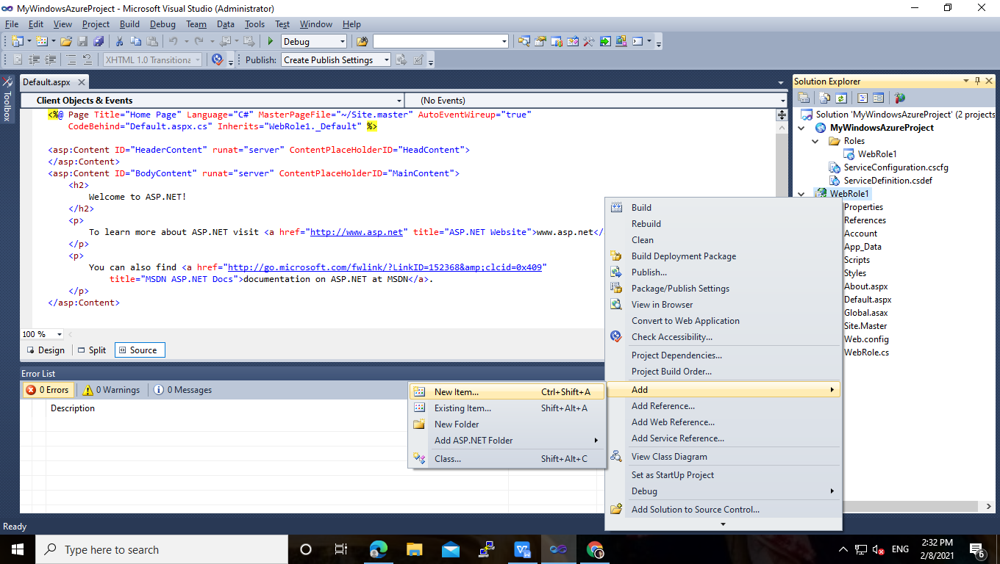 MyWindowsAzureProject - Microsoft Visual Studio (Administrator)
File Edit View Project Build Debug Team Data Tools Test Window Help
Debug
XHTML 1.0 Transitiona Publish: Create Publish Settings
Toolbox
Default.aspx
Client Objects & Events (No Events)
<%@ Page Title="Home Page" Language="C#" MasterPageFile="~/Site.master" AutoEventWireup="true"
CodeBehind="Default.aspx.cs" Inherits="WebRole1._Default" %>
<asp:Content ID="HeaderContent" runat="server" ContentPlaceHolderID="HeadContent">
</asp:Content>
<asp:Content ID="BodyContent" runat="server" ContentPlaceHolderID="MainContent">
<h2>
Welcome to ASP.NET!
</h2>
<p>
To learn more about ASP.NET visit <a href="http://www.asp.net" title="ASP.NET Website">www.asp.net</
</p>
<p>
You can also find <a href="http://go.microsoft.com/fwlink/?LinkID=152368&amp;clcid=0x409"
title="MSDN ASP.NET Docs">documentation on ASP.NET at MSDN</a>.
</p>
</asp:Content>
100 %
Design Split Source
Error List
0 Errors 0 Warnings 0 Messages
Description
Solution Explorer
Solution 'MyWindowsAzureProject' (2 projects
MyWindowsAzureProject
Roles
WebRole1
ServiceConfiguration.cscfg
ServiceDefinition.csdef
WebRole1
Properties
References
Account
App_Data
Scripts
Styles
About.aspx
Default.aspx
Global.asax
Site.Master
Web.config
WebRole.cs
Build
Rebuild
Clean
Build Deployment Package
Publish...
Package/Publish Settings
View in Browser
Convert to Web Application
Check Accessibility...
Project Dependencies...
Project Build Order...
Add
Add Reference...
Add Web Reference...
Add Service Reference...
View Class Diagram
Set as StartUp Project
Debug
Add Solution to Source Control...
New Item... Ctrl+Shift+A
Existing Item... Shift+Alt+A
New Folder
Add ASP.NET Folder
Class... Shift+Alt+C
Ready
Type here to search
ENG
2:32 PM
2/8/2021
6